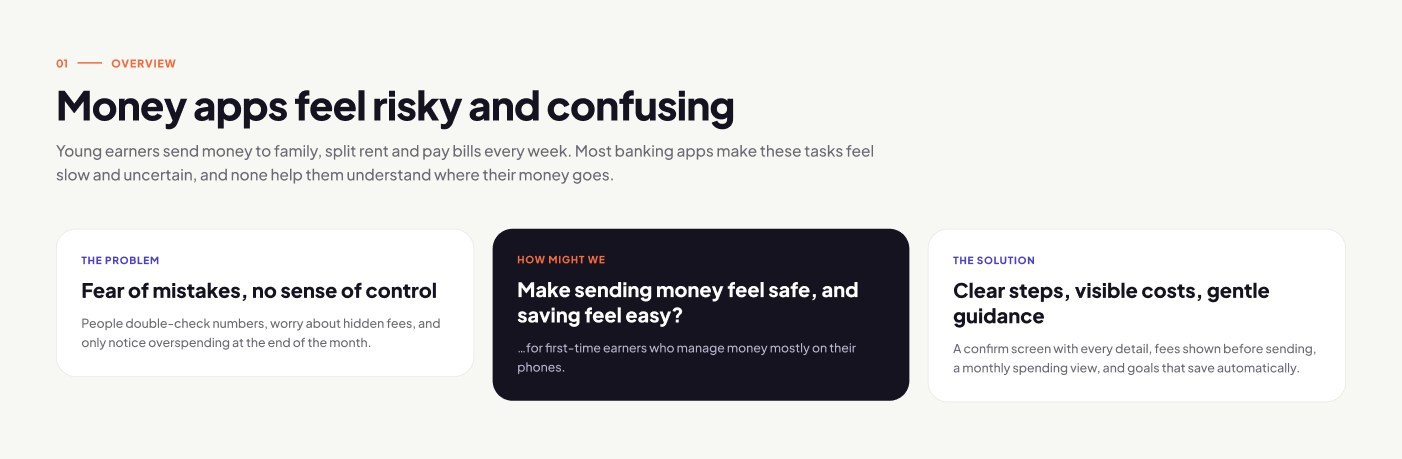 01 — OVERVIEW
Money apps feel risky and confusing
Young earners send money to family, split rent and pay bills every week. Most banking apps make these tasks feel
slow and uncertain, and none help them understand where their money goes.
THE PROBLEM
Fear of mistakes, no sense of control
People double-check numbers, worry about hidden fees, and
only notice overspending at the end of the month.
HOW MIGHT WE
Make sending money feel safe, and
saving feel easy?
...for first-time earners who manage money mostly on their
phones.
THE SOLUTION
Clear steps, visible costs, gentle
guidance
A confirm screen with every detail, fees shown before sending,
a monthly spending view, and goals that save automatically.